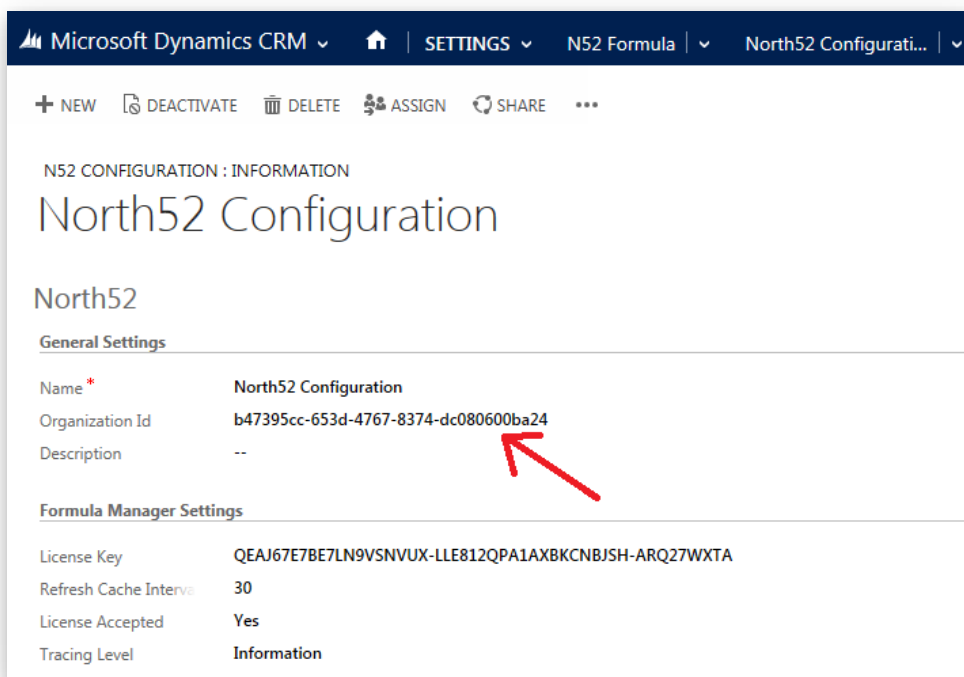 Microsoft Dynamics CRM SETTINGS N52 Formula North52 Configurati...
NEW DEACTIVATE DELETE ASSIGN SHARE •••
N52 CONFIGURATION : INFORMATION
North52 Configuration
North52
General Settings
Name * North52 Configuration
Organization Id b47395cc-653d-4767-8374-dc080600ba24
Description --
Formula Manager Settings
License Key QEAJ67E7BE7LN9VSNVUX-LLE812QPA1AXBKCNBJSH-ARQ27WXTA
Refresh Cache Interva 30
License Accepted Yes
Tracing Level Information